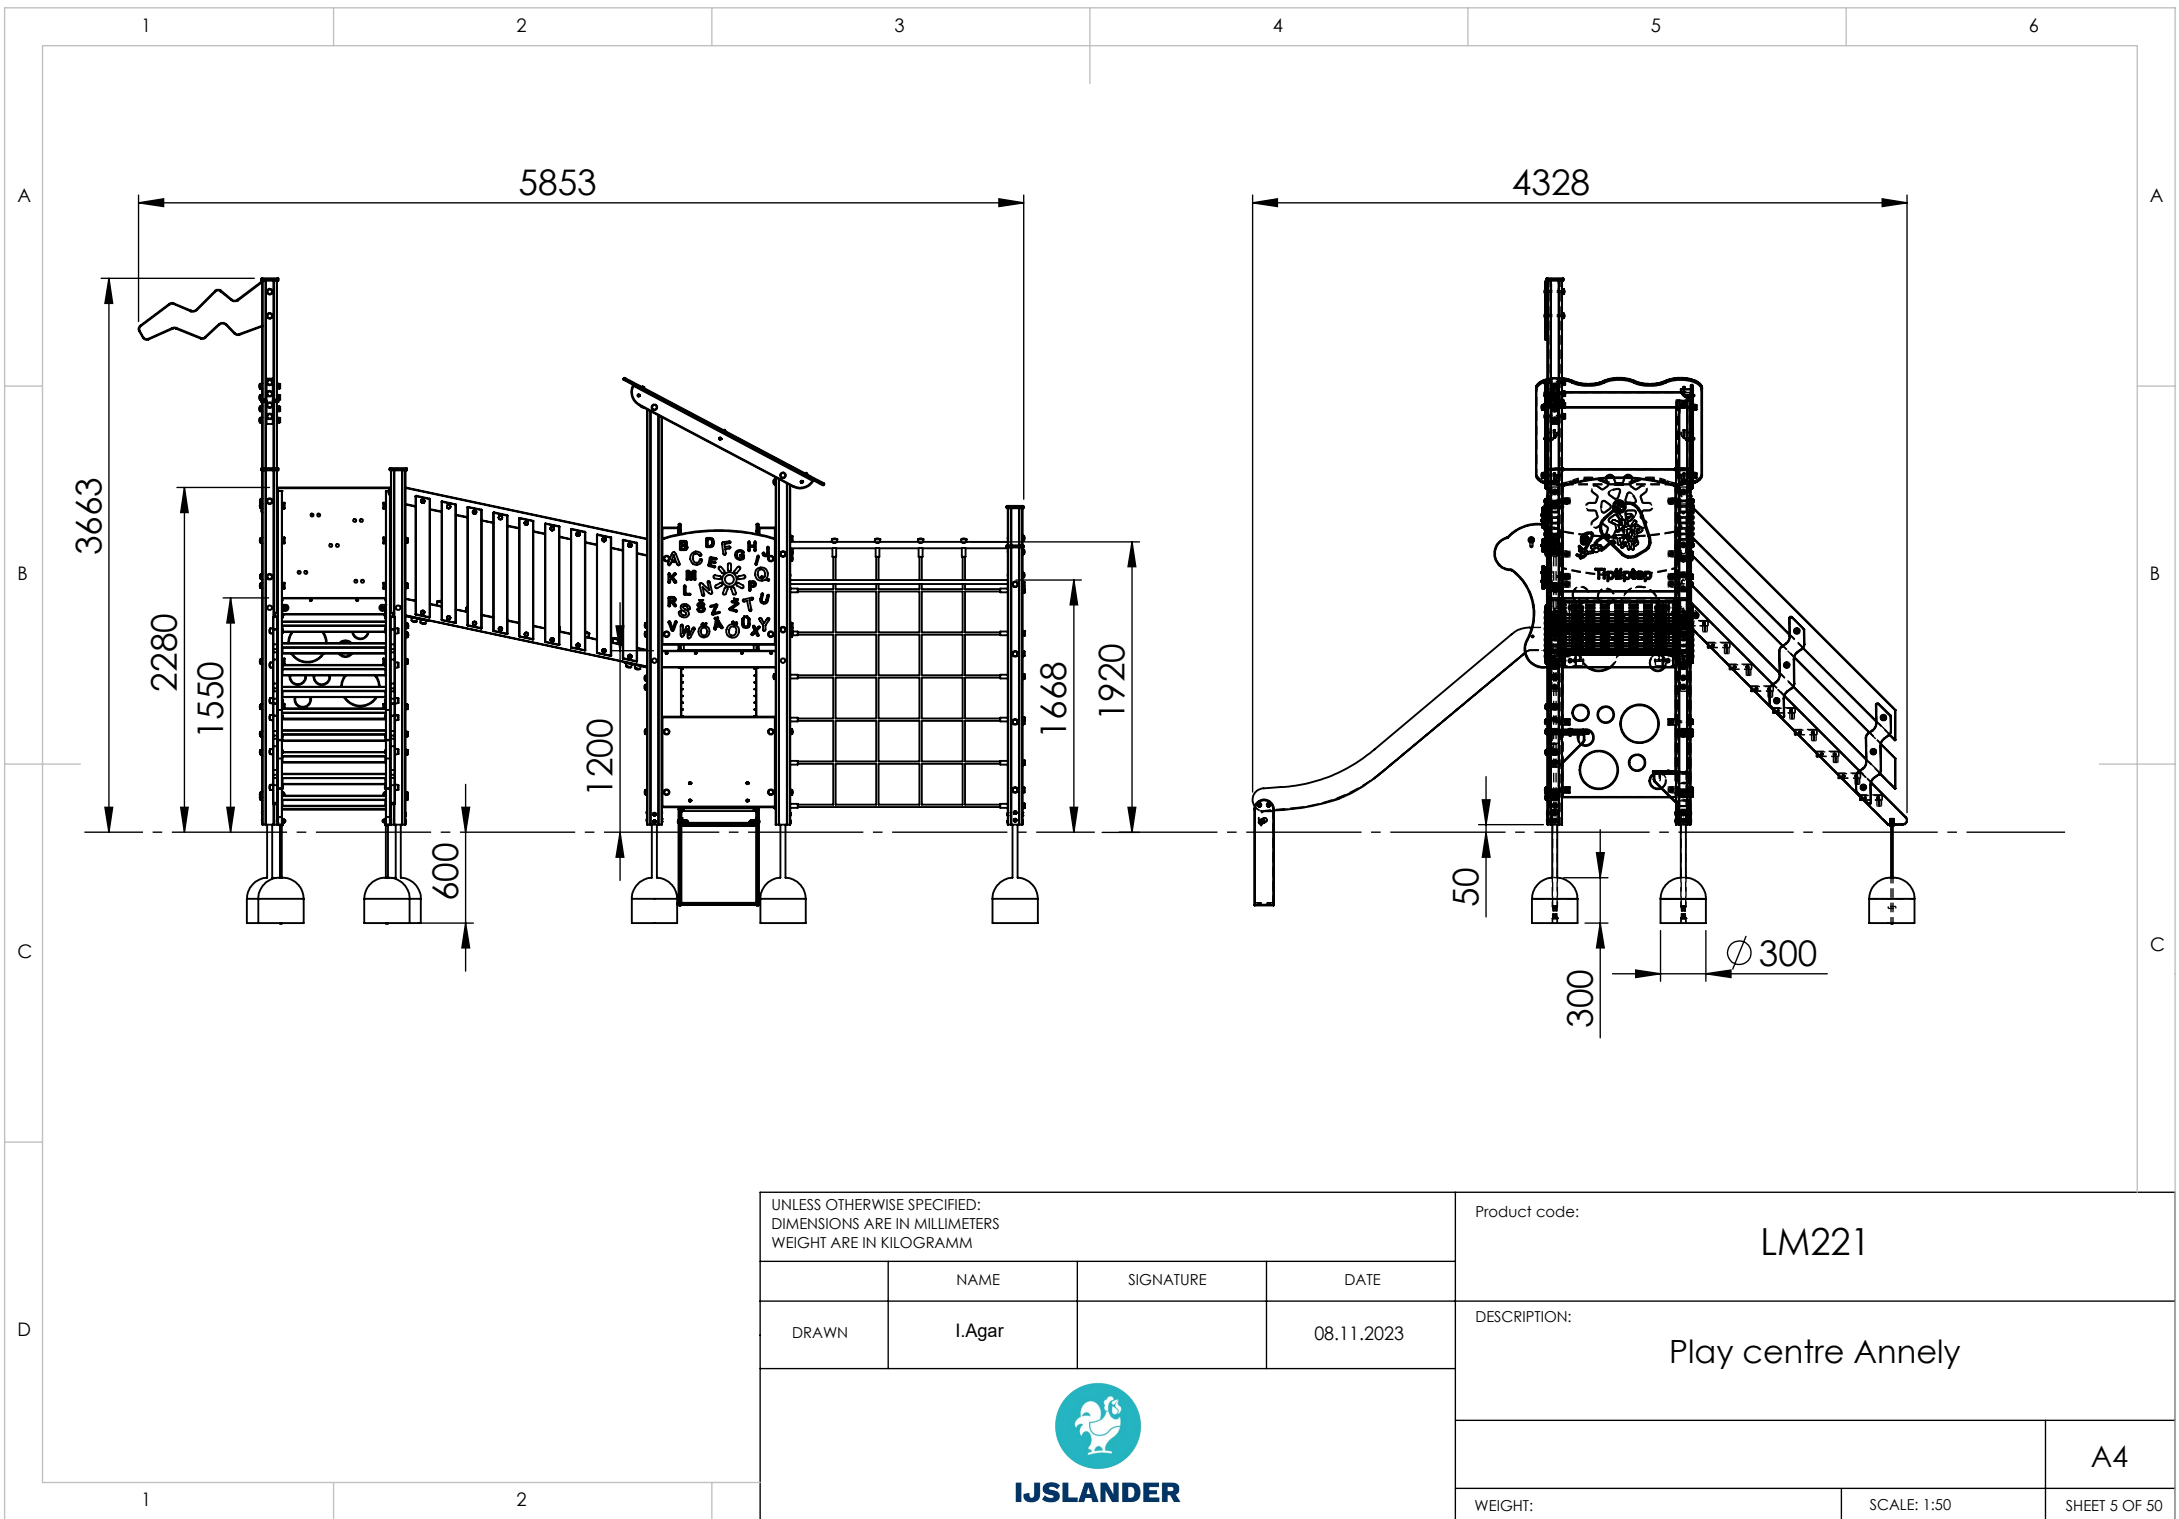 1 2 3 4 5 6
A A
B B
C C
D
5853
4328
3663
2280
1550
1200
600
1668
1920
50
300
Ø 300
B D F G H J
A C E I
K M Q
L N P
R S Š Z Ž T U
V W Õ Ä Ö Ü X Y
Tiptiptap
UNLESS OTHERWISE SPECIFIED:
DIMENSIONS ARE IN MILLIMETERS
WEIGHT ARE IN KILOGRAMM
NAME SIGNATURE DATE
DRAWN I.Agar 08.11.2023
Product code:
LM221
DESCRIPTION:
Play centre Annely
A4
WEIGHT: SCALE: 1:50 SHEET 5 OF 50
IJSLANDER
1 2